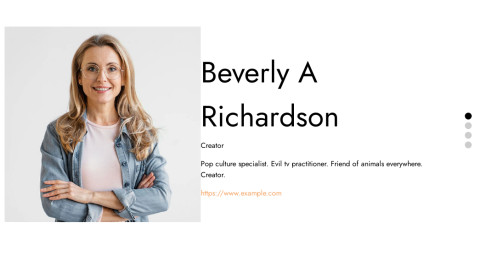 Beverly A
Richardson
Creator
Pop culture specialist. Evil tv practitioner. Friend of animals everywhere.
Creator.
https://www.example.com